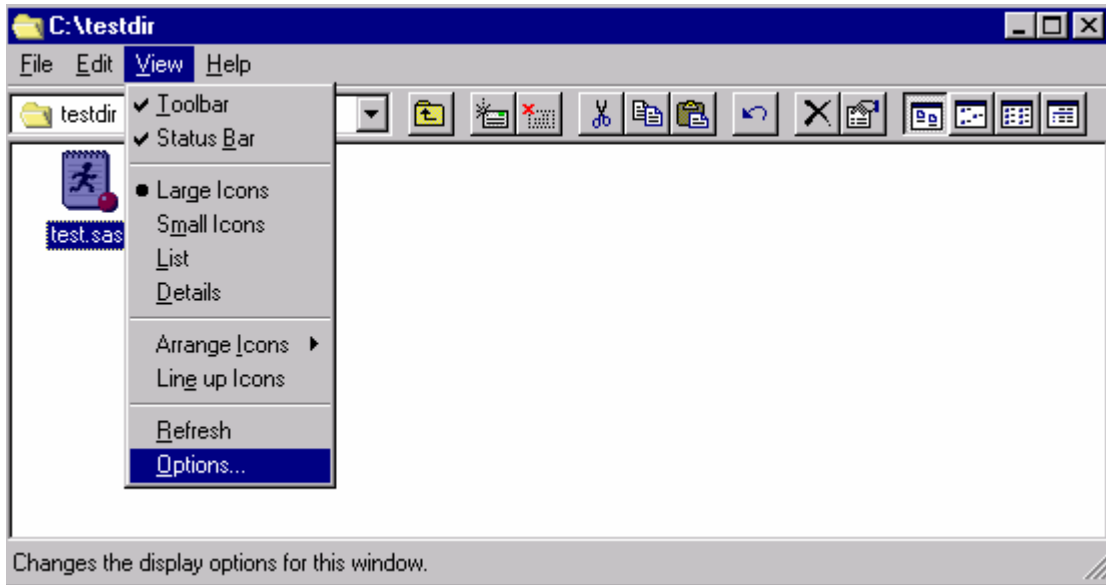 C:\testdir
File Edit View Help
testdir
Toolbar
Status Bar
test.sas
Large Icons
Small Icons
List
Details
Arrange Icons
Line up Icons
Refresh
Options...
Changes the display options for this window.